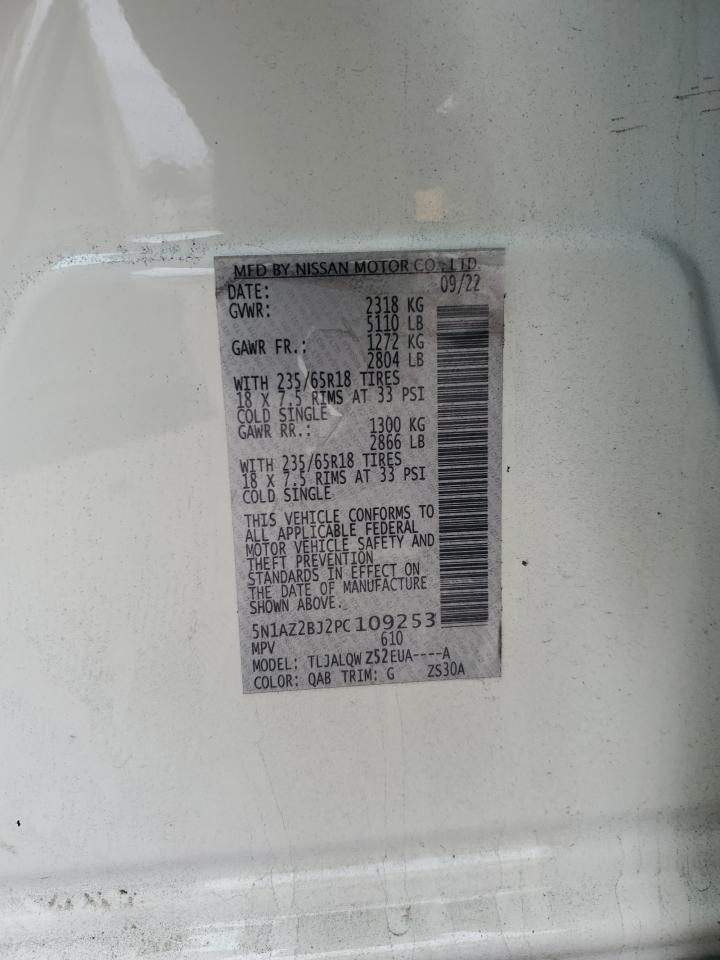 MFD BY NISSAN MOTOR CO., LTD.
DATE: 09/22
GVWR: 2318 KG
5110 LB
GAWR FR.: 1272 KG
2804 LB
WITH 235/65R18 TIRES
18 X 7.5 RIMS AT 33 PSI
COLD SINGLE
GAWR RR.: 1300 KG
2866 LB
WITH 235/65R18 TIRES
18 X 7.5 RIMS AT 33 PSI
COLD SINGLE
THIS VEHICLE CONFORMS TO
ALL APPLICABLE FEDERAL
MOTOR VEHICLE SAFETY AND
THEFT PREVENTION
STANDARDS IN EFFECT ON
THE DATE OF MANUFACTURE
SHOWN ABOVE.
5N1AZ2BJ2PC109253
MPV 610
MODEL: TLJALQWZ52EUA----A
COLOR: QAB TRIM: G ZS30A